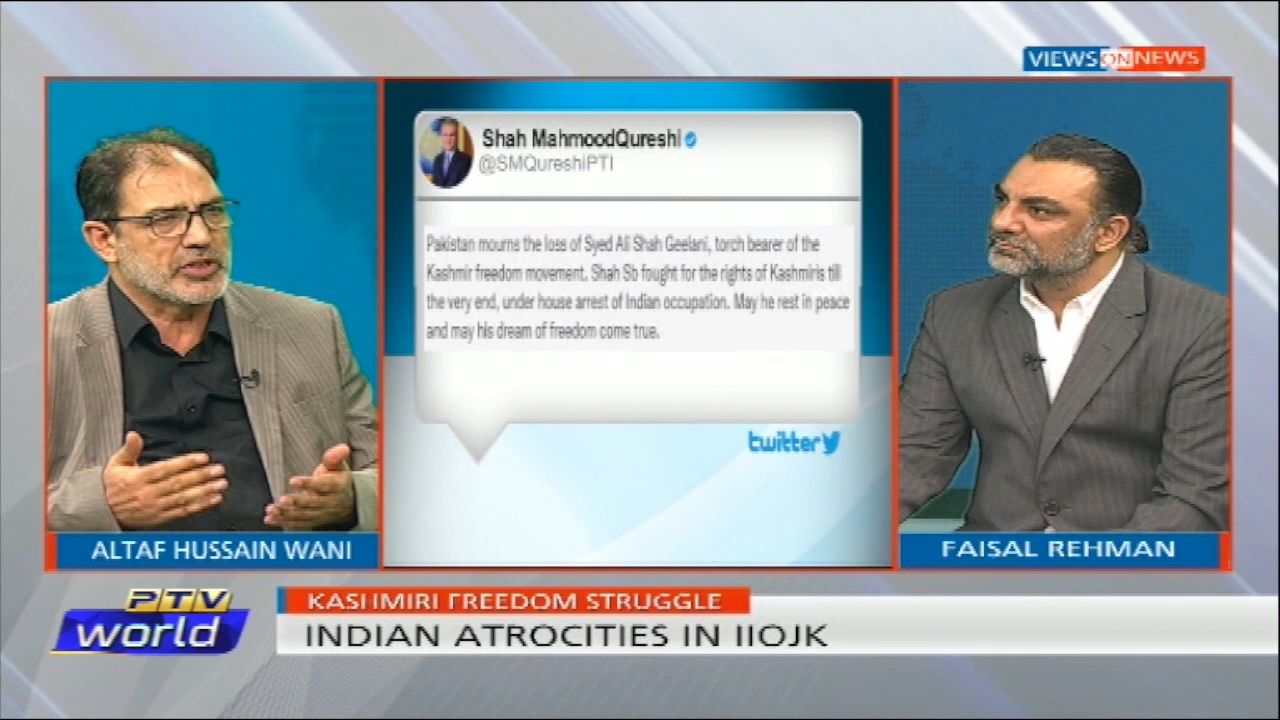 VIEWS ON NEWS
Shah MahmoodQureshi
@SMQureshiPTI
Pakistan mourns the loss of Syed Ali Shah Geelani, torch bearer of the
Kashmir freedom movement. Shah Sb fought for the rights of Kashmiris till
the very end, under house arrest of Indian occupation. May he rest in peace
and may his dream of freedom come true.
twitter
ALTAF HUSSAIN WANI
FAISAL REHMAN
PTV
world
KASHMIRI FREEDOM STRUGGLE
INDIAN ATROCITIES IN IIOJK